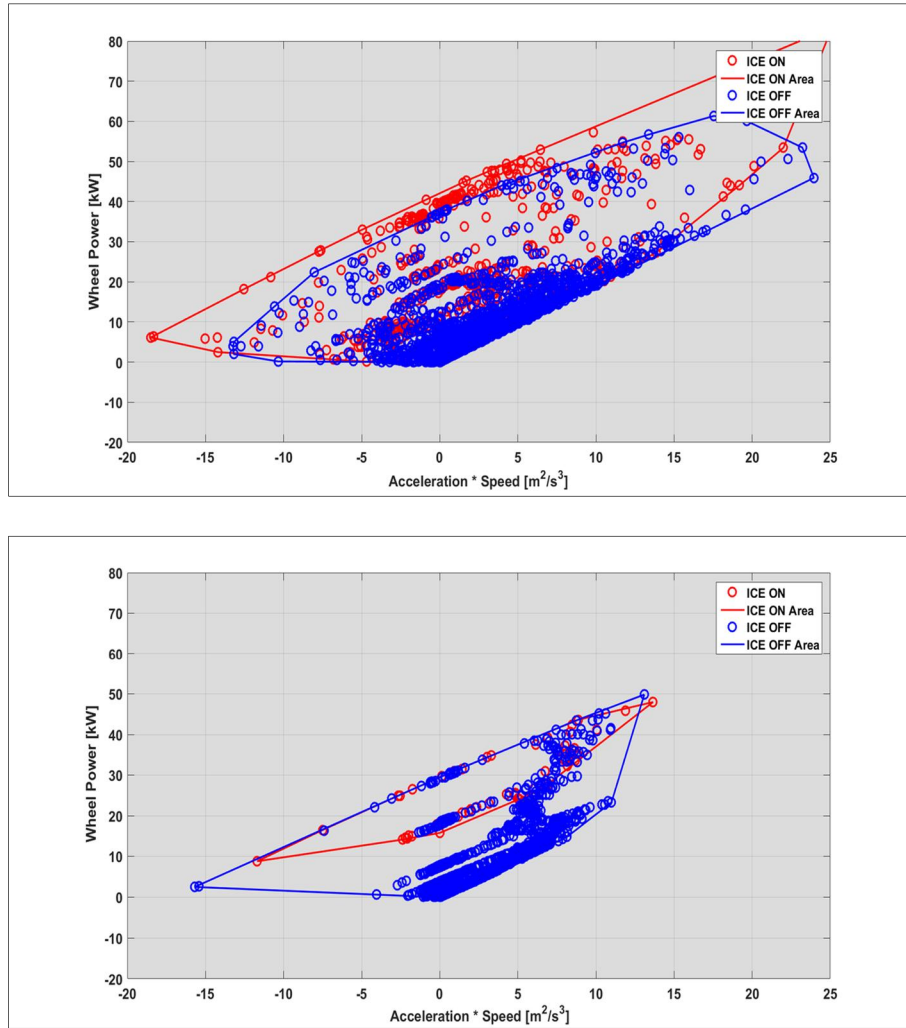 80
70
60
50
40
30
20
10
0
-10
-20
-20 -15 -10 -5 0 5 10 15 20 25
Wheel Power [kW]
Acceleration * Speed [m²/s³]
ICE ON
ICE ON Area
ICE OFF
ICE OFF Area
80
70
60
50
40
30
20
10
0
-10
-20
-20 -15 -10 -5 0 5 10 15 20 25
Wheel Power [kW]
Acceleration * Speed [m²/s³]
ICE ON
ICE ON Area
ICE OFF
ICE OFF Area